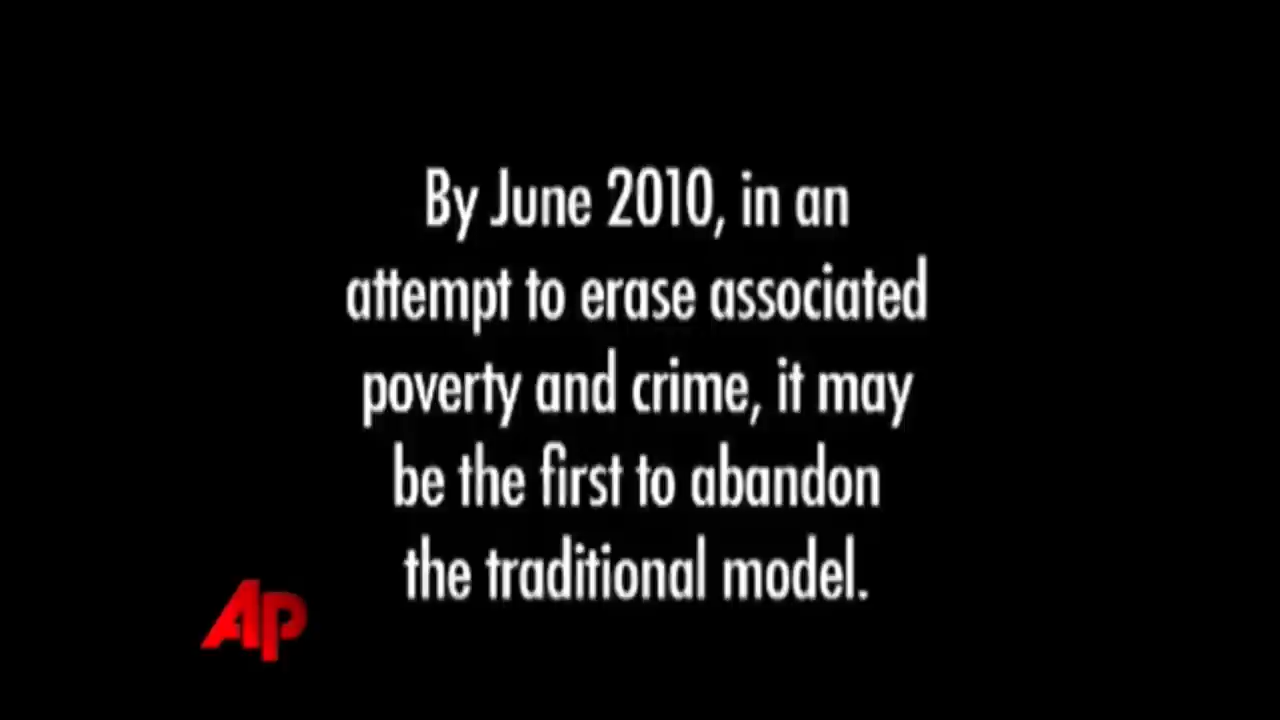 By June 2010, in an
attempt to erase associated
poverty and crime, it may
be the first to abandon
the traditional model.
AP